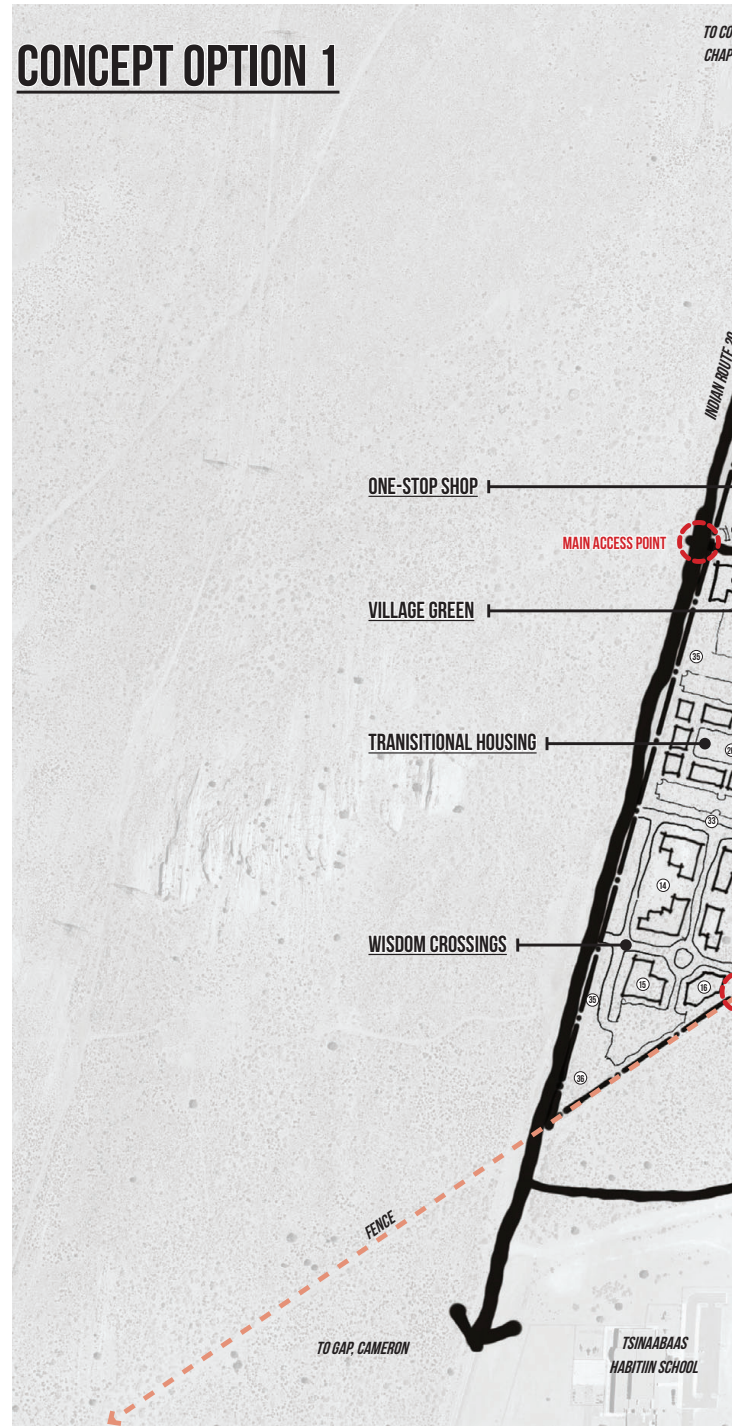 CONCEPT OPTION 1
TO CO
CHAP
INDIAN ROUTE 20
ONE-STOP SHOP
MAIN ACCESS POINT
VILLAGE GREEN
35
TRANISITIONAL HOUSING
33
14
WISDOM CROSSINGS
15
16
35
36
FENCE
TO GAP, CAMERON
TSINAABAAS
HABITIIN SCHOOL